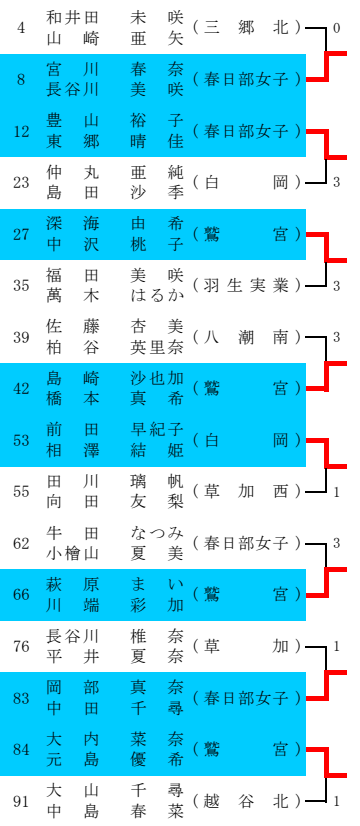 4 和井田 未咲 (三郷北) 0
山崎 亜矢
8 宮川 春奈 (春日部女子)
長谷川 美咲
12 豊山 裕子 (春日部女子)
東郷 晴佳
23 仲丸 亜純 (白岡) 3
島田 沙季
27 深海 由希 (鷲宮)
中沢 桃子
35 福田 美咲 (羽生実業) 3
萬木 はるか
39 佐藤 杏美 (八潮南) 3
柏谷 英里奈
42 島崎 沙也加 (鷲宮)
橋本 真希
53 前田 早紀子 (白岡)
相澤 結姫
55 田川 璃帆 (草加西) 1
向田 友梨
62 牛田 なつみ (春日部女子) 3
小檜山 夏美
66 萩原 まい (鷲宮)
川端 彩加
76 長谷川 椎奈 (草加) 1
平井 夏奈
83 岡部 真奈 (春日部女子)
中田 千尋
84 大内 菜奈 (鷲宮)
元島 優希
91 大山 千尋 (越谷北) 1
中島 春菜